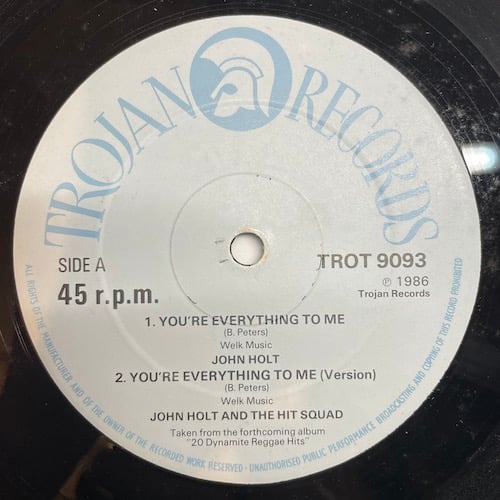 TROJAN RECORDS
SIDE A
TROT 9093
45 r.p.m.
℗ 1986
Trojan Records
1. YOU'RE EVERYTHING TO ME
(B. Peters)
Welk Music
JOHN HOLT
2. YOU'RE EVERYTHING TO ME (Version)
(B. Peters)
Welk Music
JOHN HOLT AND THE HIT SQUAD
Taken from the forthcoming album
"20 Dynamite Reggae Hits"
ALL RIGHTS OF THE MANUFACTURER AND OF THE OWNER OF THE RECORDED WORK RESERVED · UNAUTHORISED PUBLIC PERFORMANCE BROADCASTING AND COPYING OF THIS RECORD PROHIBITED